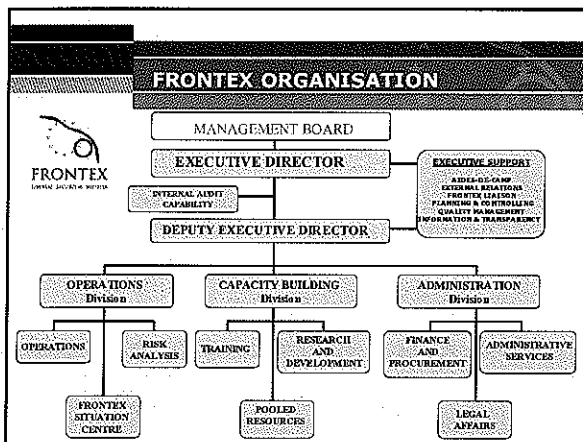 FRONTEX ORGANISATION
FRONTEX
MANAGEMENT BOARD
EXECUTIVE DIRECTOR
EXECUTIVE SUPPORT
AIDES-DE-CAMP
EXTERNAL RELATIONS
FRONTEX LIAISON
PLANNING & CONTROLLING
QUALITY MANAGEMENT
INFORMATION & TRANSPARENCY
INTERNAL AUDIT
CAPABILITY
DEPUTY EXECUTIVE DIRECTOR
OPERATIONS
Division
CAPACITY BUILDING
Division
ADMINISTRATION
Division
OPERATIONS
RISK
ANALYSIS
TRAINING
RESEARCH
AND
DEVELOPMENT
FINANCE
AND
PROCUREMENT
ADMINISTRATIVE
SERVICES
FRONTEX
SITUATION
CENTRE
POOLED
RESOURCES
LEGAL
AFFAIRS